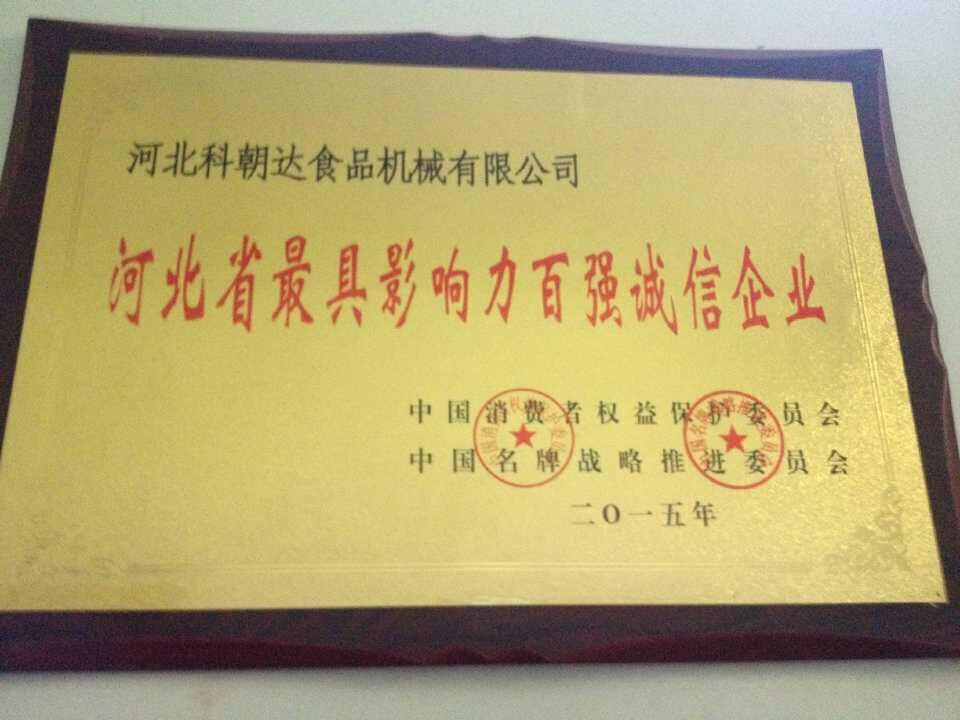 河北科朝达食品机械有限公司
河北省最具影响力百强诚信企业
中国消费者权益保护委员会
中国名牌战略推进委员会
二O一五年